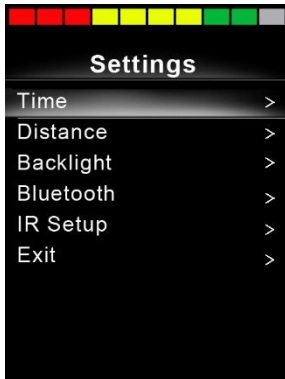 Settings
Time >
Distance >
Backlight >
Bluetooth >
IR Setup >
Exit >